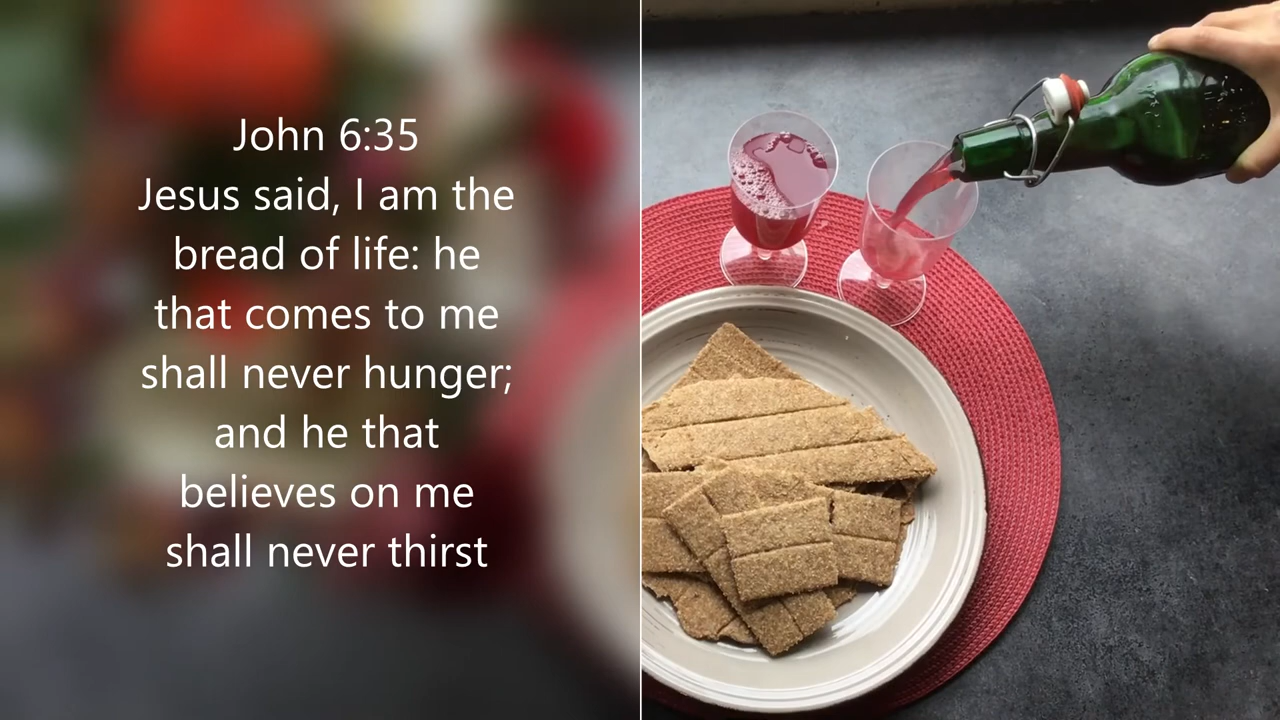 John 6:35
Jesus said, I am the
bread of life: he
that comes to me
shall never hunger;
and he that
believes on me
shall never thirst